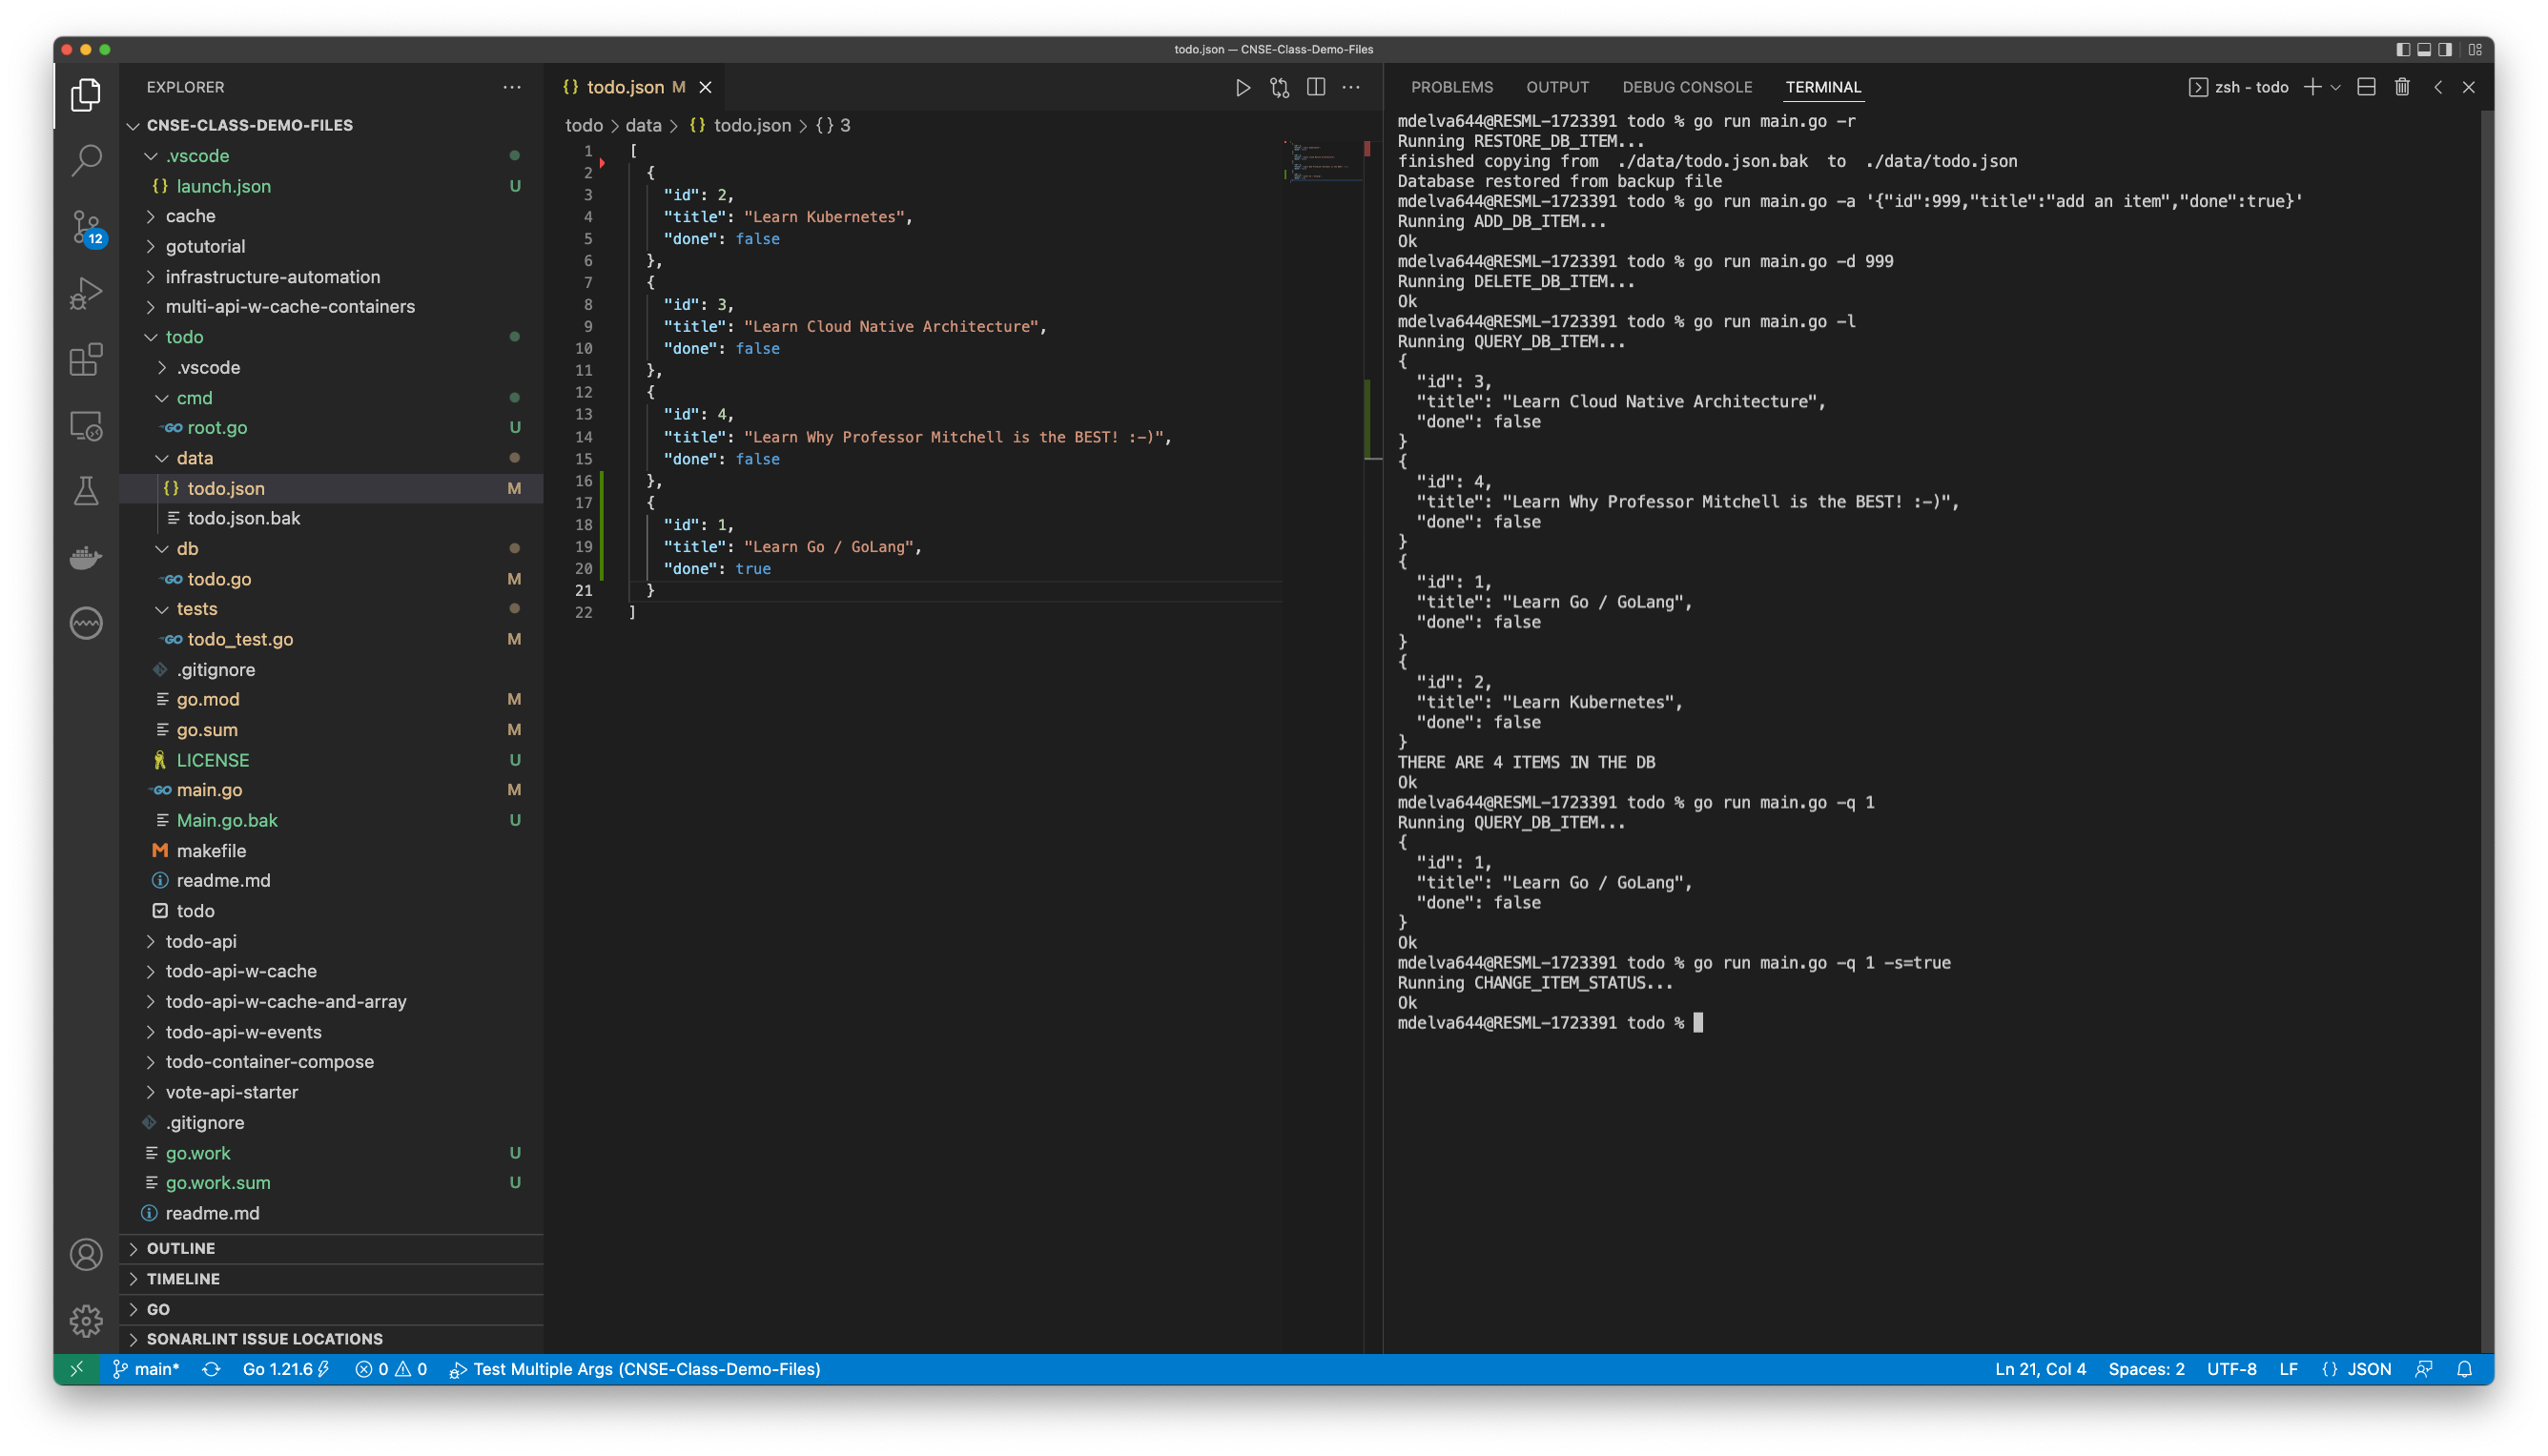 todo.json — CNSE-Class-Demo-Files
EXPLORER
CNSE-CLASS-DEMO-FILES
.vscode
launch.json U
cache
gotutorial
infrastructure-automation
multi-api-w-cache-containers
todo
.vscode
cmd
root.go U
data
todo.json M
todo.json.bak
db
todo.go M
tests
todo_test.go M
.gitignore
go.mod M
go.sum M
LICENSE U
main.go M
Main.go.bak U
makefile
readme.md
todo
todo-api
todo-api-w-cache
todo-api-w-cache-and-array
todo-api-w-events
todo-container-compose
vote-api-starter
.gitignore
go.work U
go.work.sum U
readme.md
OUTLINE
TIMELINE
GO
SONARLINT ISSUE LOCATIONS
12
{} todo.json M
todo > data > {} todo.json > {} 3
1 [
2 {
3 "id": 2,
4 "title": "Learn Kubernetes",
5 "done": false
6 },
7 {
8 "id": 3,
9 "title": "Learn Cloud Native Architecture",
10 "done": false
11 },
12 {
13 "id": 4,
14 "title": "Learn Why Professor Mitchell is the BEST! :-)",
15 "done": false
16 },
17 {
18 "id": 1,
19 "title": "Learn Go / GoLang",
20 "done": true
21 }
22 ]
PROBLEMS OUTPUT DEBUG CONSOLE TERMINAL zsh - todo
mdelva644@RESML-1723391 todo % go run main.go -r
Running RESTORE_DB_ITEM...
finished copying from  ./data/todo.json.bak  to  ./data/todo.json
Database restored from backup file
mdelva644@RESML-1723391 todo % go run main.go -a '{"id":999,"title":"add an item","done":true}'
Running ADD_DB_ITEM...
Ok
mdelva644@RESML-1723391 todo % go run main.go -d 999
Running DELETE_DB_ITEM...
Ok
mdelva644@RESML-1723391 todo % go run main.go -l
Running QUERY_DB_ITEM...
{
"id": 3,
"title": "Learn Cloud Native Architecture",
"done": false
}
{
"id": 4,
"title": "Learn Why Professor Mitchell is the BEST! :-)",
"done": false
}
{
"id": 1,
"title": "Learn Go / GoLang",
"done": false
}
{
"id": 2,
"title": "Learn Kubernetes",
"done": false
}
THERE ARE 4 ITEMS IN THE DB
Ok
mdelva644@RESML-1723391 todo % go run main.go -q 1
Running QUERY_DB_ITEM...
{
"id": 1,
"title": "Learn Go / GoLang",
"done": false
}
Ok
mdelva644@RESML-1723391 todo % go run main.go -q 1 -s=true
Running CHANGE_ITEM_STATUS...
Ok
mdelva644@RESML-1723391 todo %
main* Go 1.21.6 0 0 Test Multiple Args (CNSE-Class-Demo-Files) Ln 21, Col 4 Spaces: 2 UTF-8 LF {} JSON